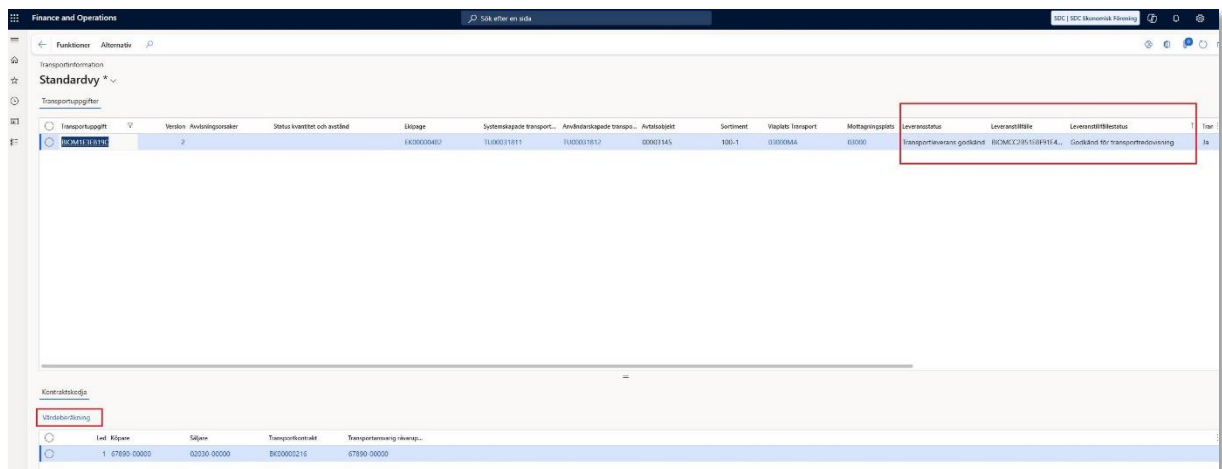 Finance and Operations
Sök efter en sida
SDC | SDC Ekonomisk Förening
Funktioner Alternativ
Transportinformation
Standardvy *
Transportuppgifter
Transportuppgift Version Avvisningsorsaker Status kvantitet och avstånd Ekipage Systemskapade transport... Användarskapade transpo... Avtalsobjekt Sortiment Viaplats Transport Mottagningsplats Leveransstatus Leveranstillfälle Leveranstillfällestatus Tran
BIOM1E3E819C 2 EK00000402 TU00031811 TU00031812 00003145 100-1 03000MA 03000 Transportleverans godkänd Godkänd för transportredovisning Ja
Kontraktskedja
Värdeberäkning
Led Köpare Säljare Transportkontrakt Transportansvarig råvarup...
1 67890-00000 02030-00000 BK00000216 67890-00000